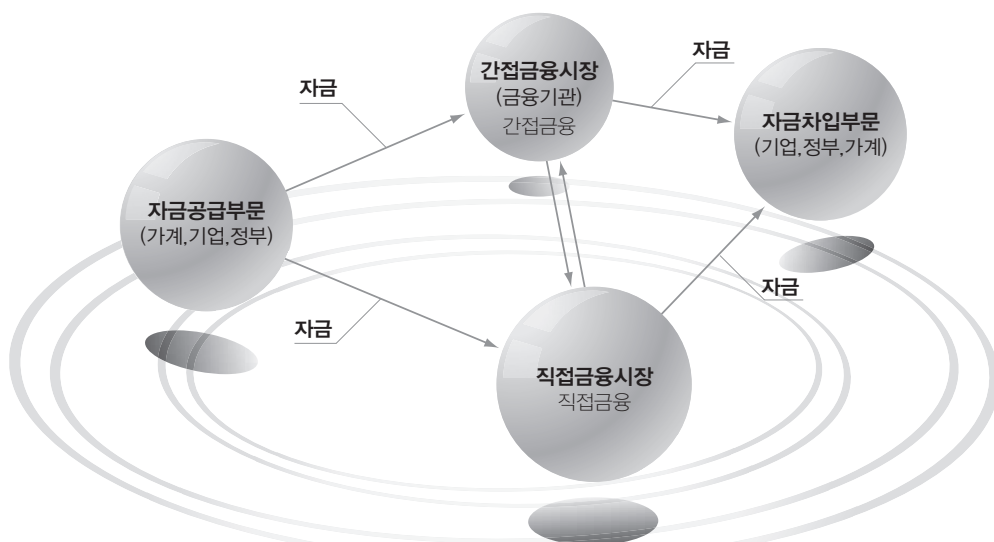 자금
간접금융시장
(금융기관)
간접금융
자금
자금차입부문
(기업,정부,가계)
자금공급부문
(가계,기업,정부)
자금
자금
직접금융시장
직접금융